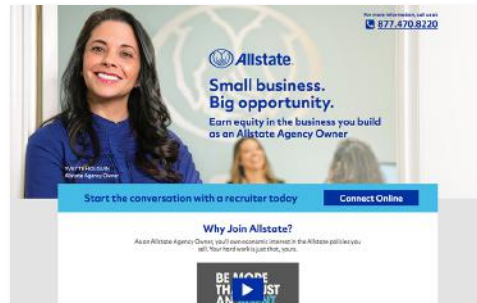 For more information, call us at:
877.470.8220
Allstate
Small business.
Big opportunity.
Earn equity in the business you build
as an Allstate Agency Owner
Allstate Agency Owner
Start the conversation with a recruiter today
Connect Online
Why Join Allstate?
As an Allstate Agency Owner, you'll own economic interest in the Allstate policies you
sell. Your hard work is just that, yours.
BE MORE